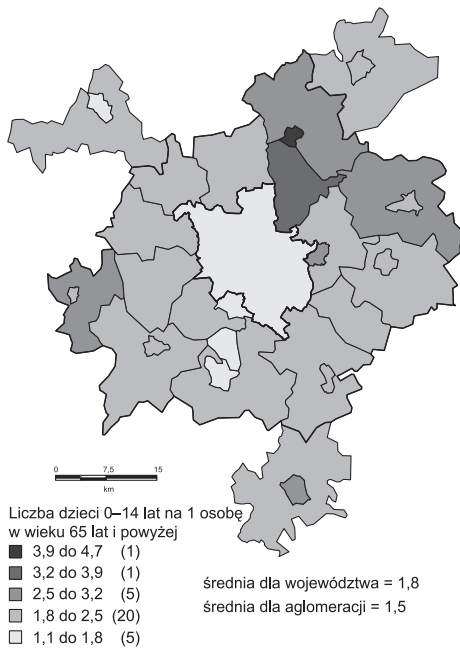 0 7,5 15
km
Liczba dzieci 0–14 lat na 1 osobę
w wieku 65 lat i powyżej
3,9 do 4,7 (1)
3,2 do 3,9 (1)
2,5 do 3,2 (5)
1,8 do 2,5 (20)
1,1 do 1,8 (5)
średnia dla województwa = 1,8
średnia dla aglomeracji = 1,5